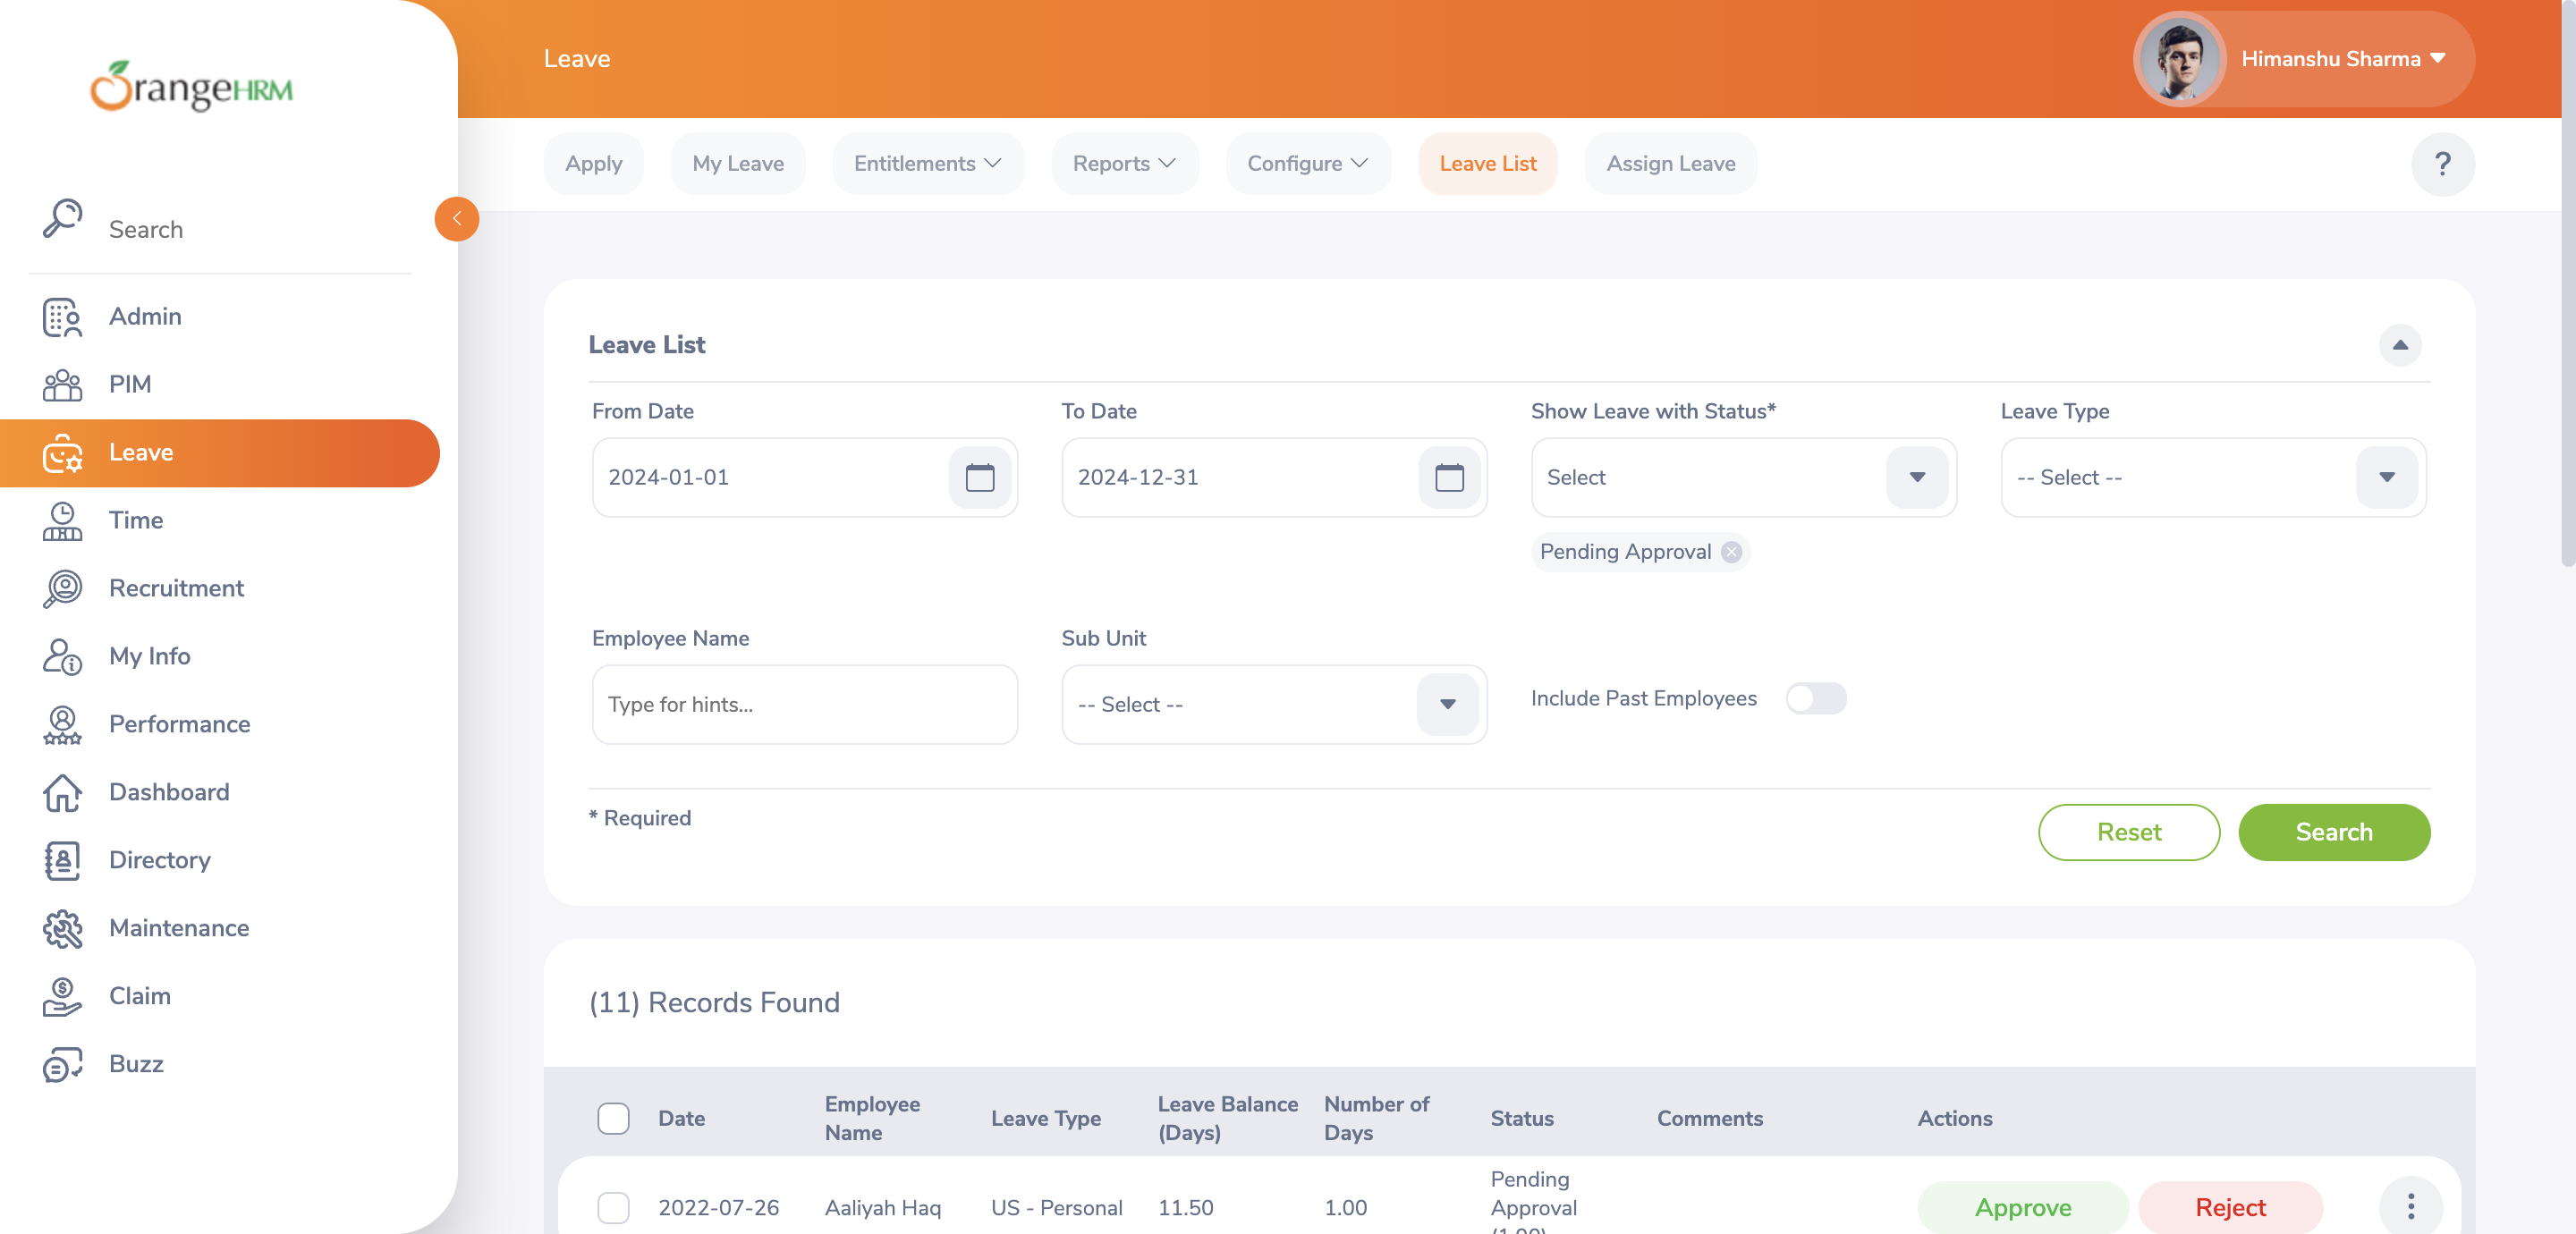 OrangeHRM
Search
Admin
PIM
Leave
Time
Recruitment
My Info
Performance
Dashboard
Directory
Maintenance
Claim
Buzz
Leave
Himanshu Sharma
Apply
My Leave
Entitlements
Reports
Configure
Leave List
Assign Leave
?
Leave List
From Date
To Date
Show Leave with Status*
Leave Type
2024-01-01
2024-12-31
Select
-- Select --
Pending Approval
Employee Name
Sub Unit
Type for hints...
-- Select --
Include Past Employees
* Required
Reset
Search
(11) Records Found
Date
Employee
Name
Leave Type
Leave Balance
(Days)
Number of
Days
Status
Comments
Actions
2022-07-26
Aaliyah Haq
US - Personal
11.50
1.00
Pending
Approval
Approve
Reject